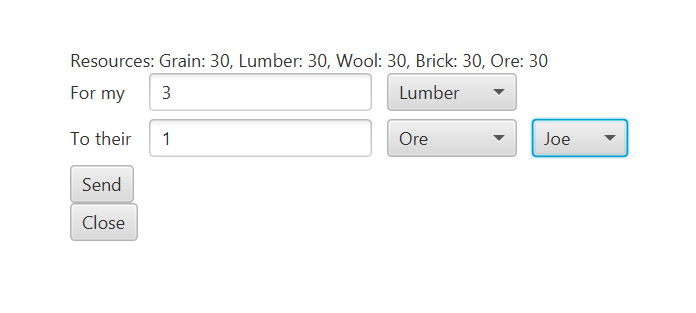 Resources: Grain: 30, Lumber: 30, Wool: 30, Brick: 30, Ore: 30
For my 3 Lumber
To their 1 Ore Joe
Send
Close